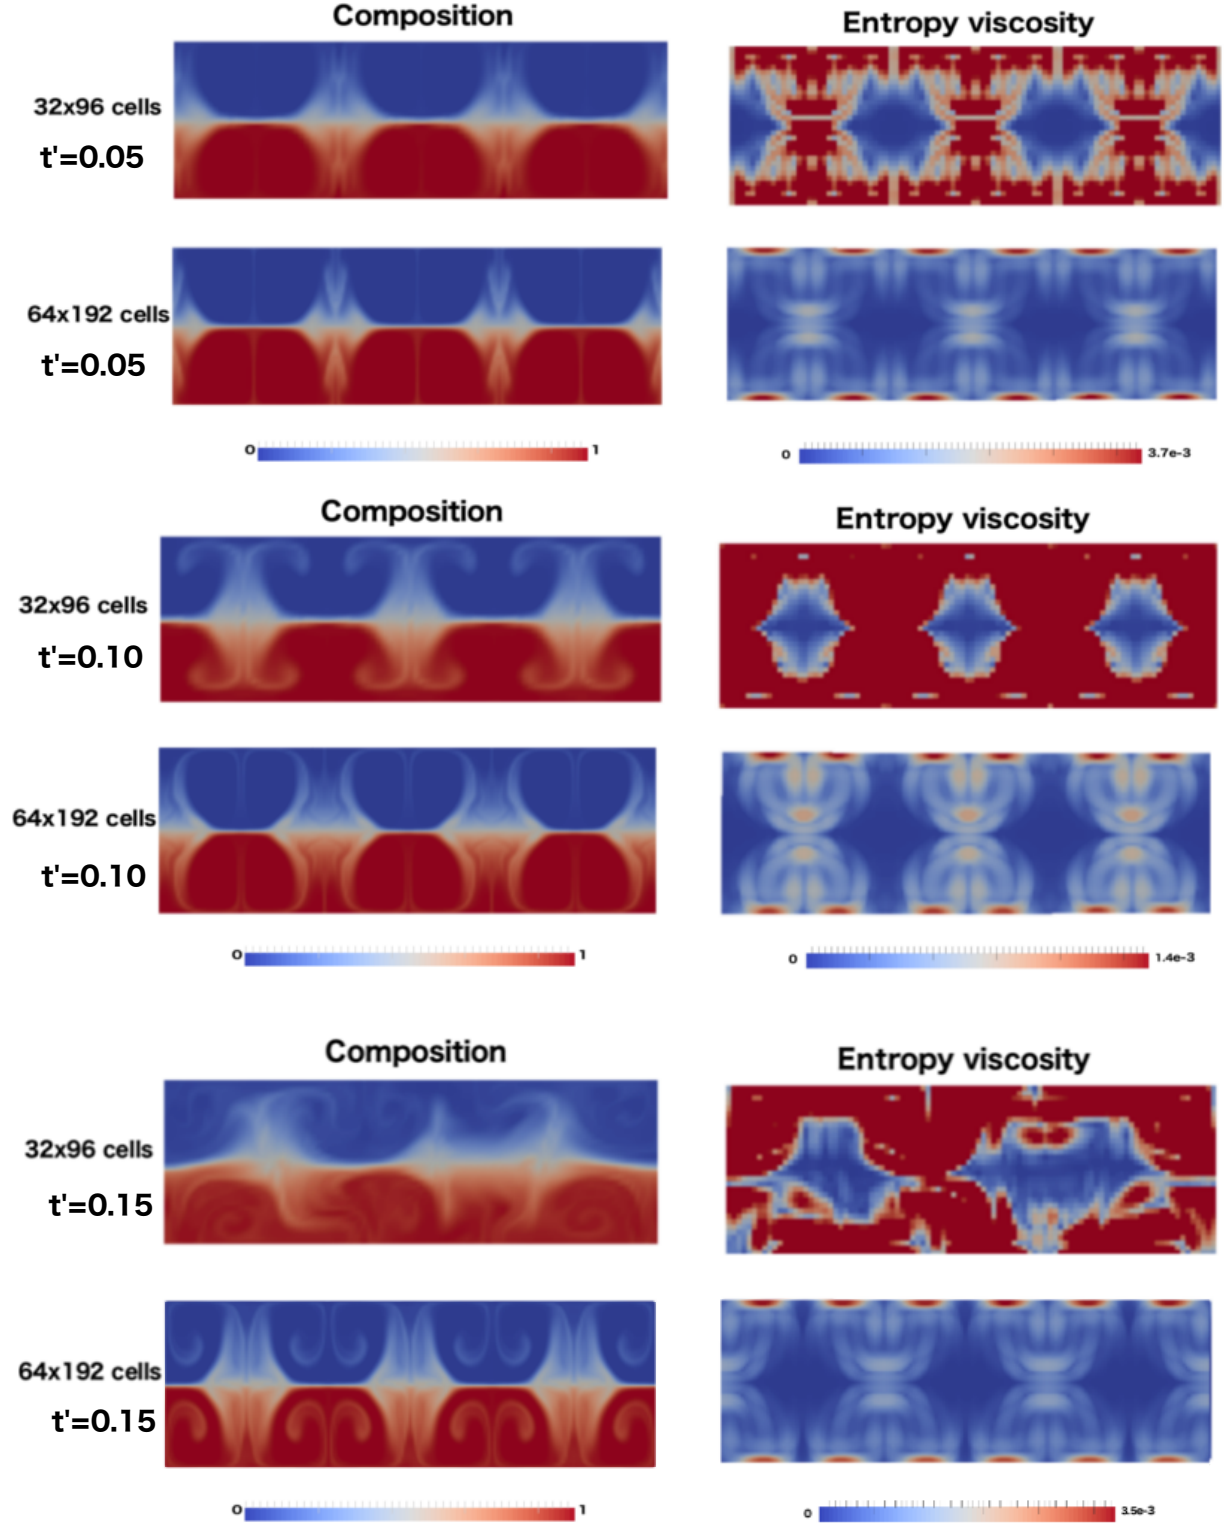 Composition
Entropy viscosity
32x96 cells
t'=0.05
64x192 cells
t'=0.05
0 1
0 3.7e-3
Composition
Entropy viscosity
32x96 cells
t'=0.10
64x192 cells
t'=0.10
0 1
0 1.4e-3
Composition
Entropy viscosity
32x96 cells
t'=0.15
64x192 cells
t'=0.15
0 1
0 3.5e-3